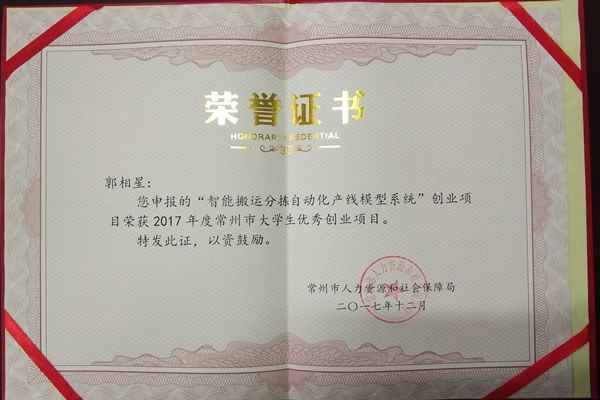 荣誉证书
HONORARY CREDENTIAL
郭相星：
您申报的“智能搬运分拣自动化产线模型系统”创业项
目荣获2017年度常州市大学生优秀创业项目。
特发此证，以资鼓励。
常州市人力资源和社会保障局
二〇一七年十二月